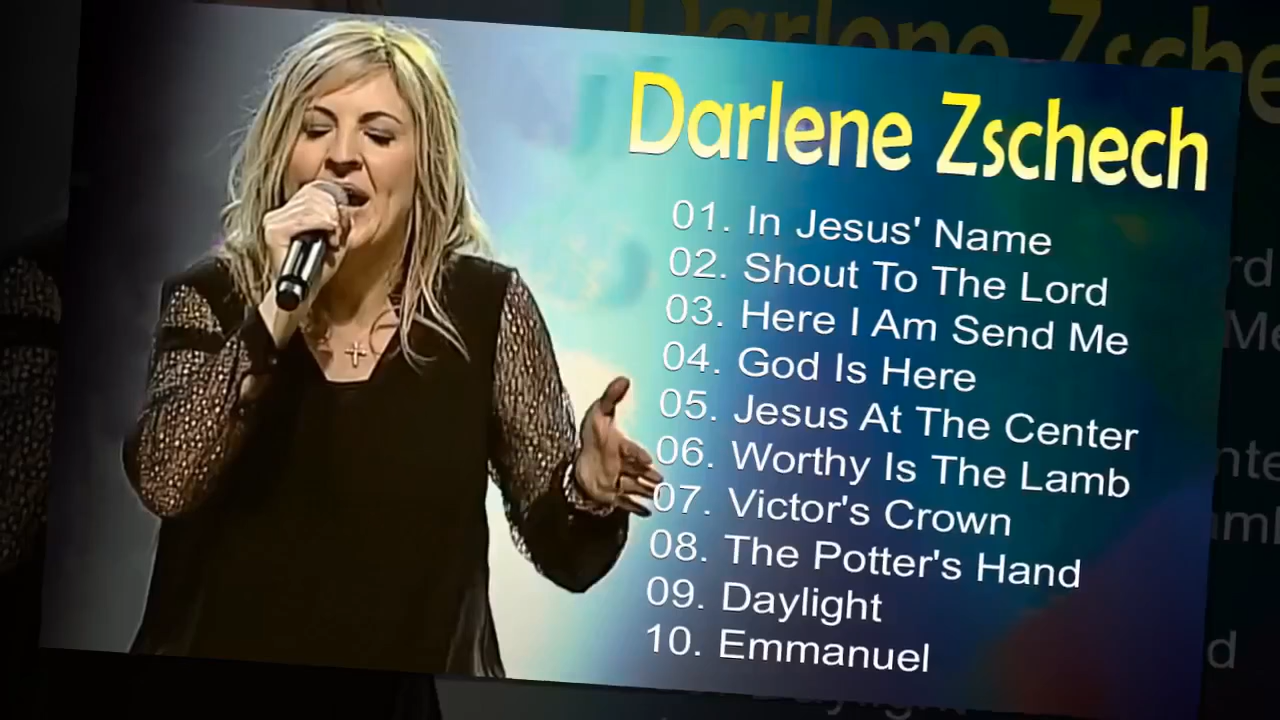 Darlene Zschech
01. In Jesus' Name
02. Shout To The Lord
03. Here I Am Send Me
04. God Is Here
05. Jesus At The Center
06. Worthy Is The Lamb
07. Victor's Crown
08. The Potter's Hand
09. Daylight
10. Emmanuel